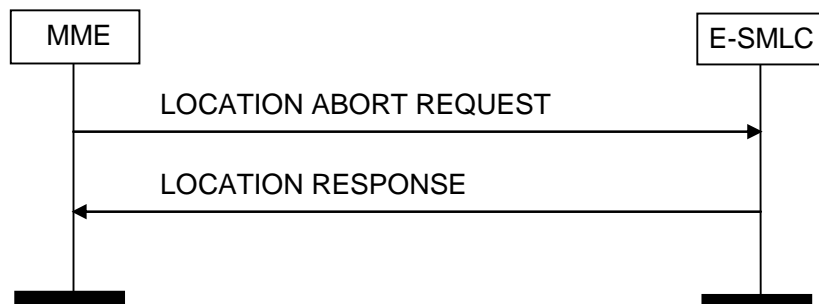 MME
E-SMLC
LOCATION ABORT REQUEST
LOCATION RESPONSE